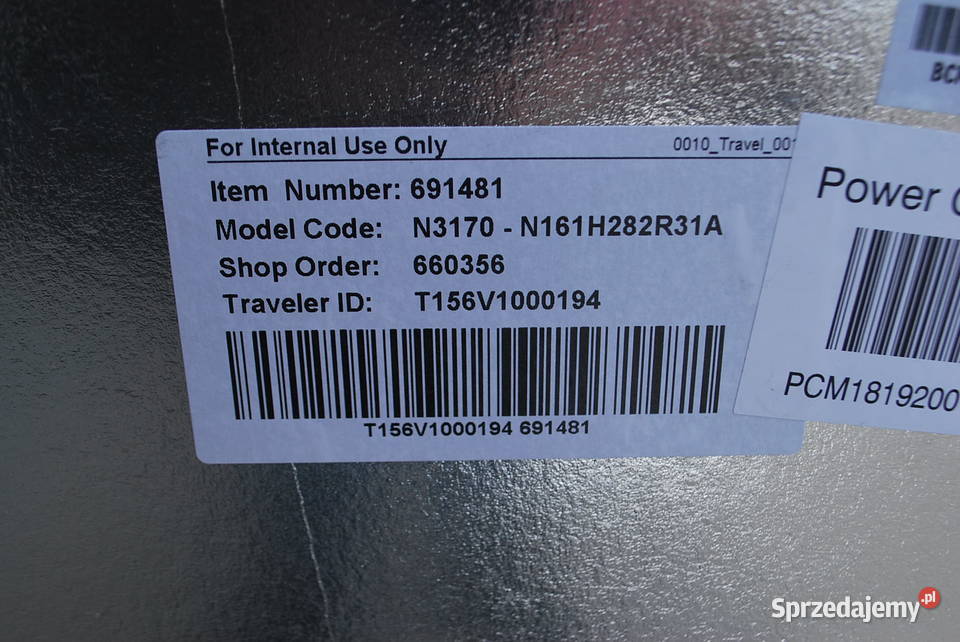 For Internal Use Only
0010_Travel_001
Item Number: 691481
Model Code: N3170 - N161H282R31A
Shop Order: 660356
Traveler ID: T156V1000194
T156V1000194 691481
Power
PCM1819200
Sprzedajemy.pl